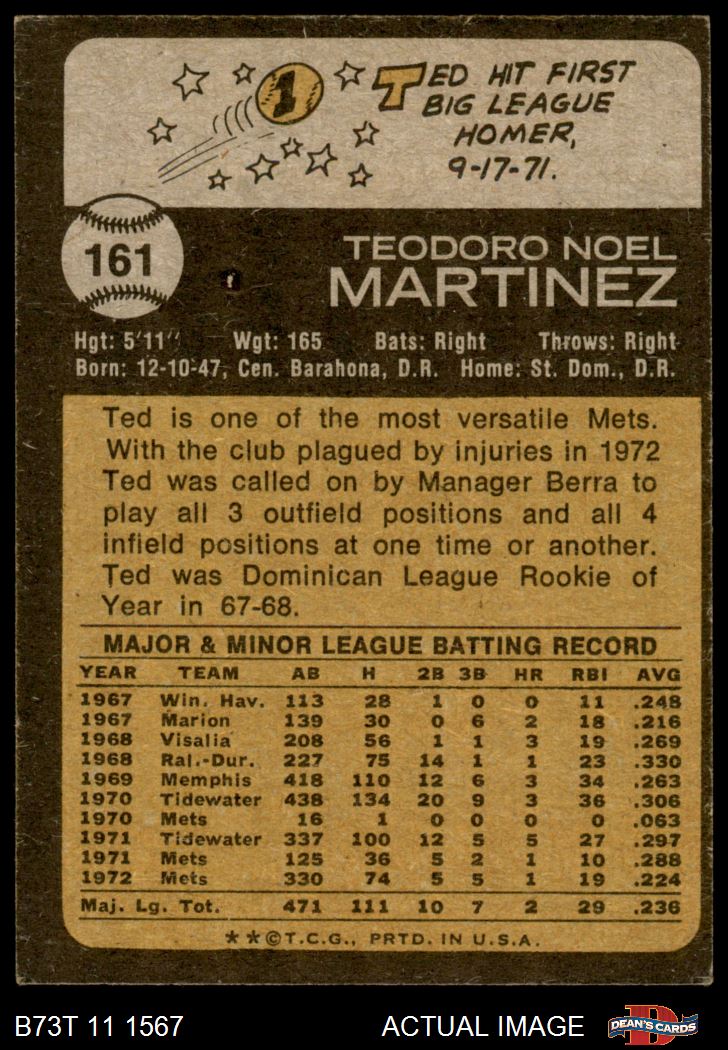 1
TED HIT FIRST
BIG LEAGUE
HOMER,
9-17-71.
161
TEODORO NOEL
MARTINEZ
Hgt: 5'11" Wgt: 165 Bats: Right Throws: Right
Born: 12-10-47, Cen. Barahona, D.R. Home: St. Dom., D.R.
Ted is one of the most versatile Mets.
With the club plagued by injuries in 1972
Ted was called on by Manager Berra to
play all 3 outfield positions and all 4
infield positions at one time or another.
Ted was Dominican League Rookie of
Year in 67-68.
MAJOR & MINOR LEAGUE BATTING RECORD
YEAR TEAM AB H 2B 3B HR RBI AVG
1967 Win. Hav. 113 28 1 0 0 11 .248
1967 Marion 139 30 0 6 2 18 .216
1968 Visalia 208 56 1 1 3 19 .269
1968 Ral.-Dur. 227 75 14 1 1 23 .330
1969 Memphis 418 110 12 6 3 34 .263
1970 Tidewater 438 134 20 9 3 36 .306
1970 Mets 16 1 0 0 0 0 .063
1971 Tidewater 337 100 12 5 5 27 .297
1971 Mets 125 36 5 2 1 10 .288
1972 Mets 330 74 5 5 1 19 .224
Maj. Lg. Tot. 471 111 10 7 2 29 .236
**©T.C.G., PRTD. IN U.S.A.
B73T 11 1567 ACTUAL IMAGE D DEAN'S CARDS